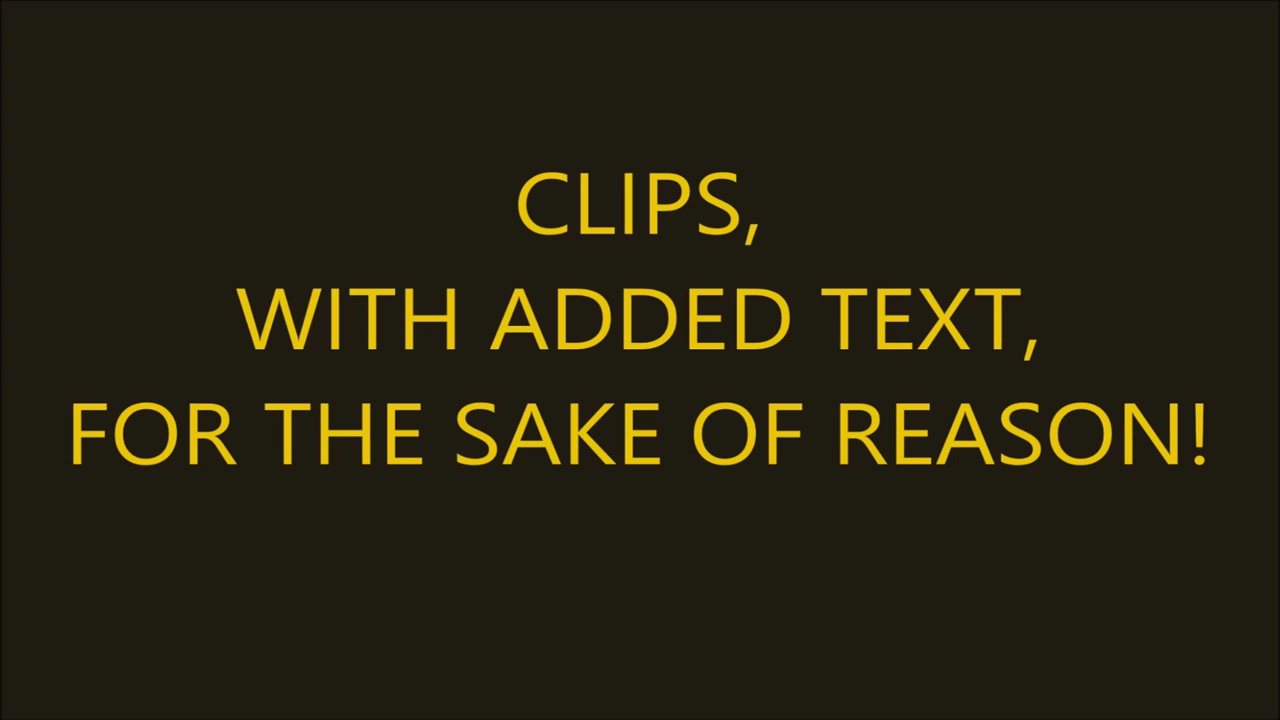 CLIPS,
WITH ADDED TEXT,
FOR THE SAKE OF REASON!